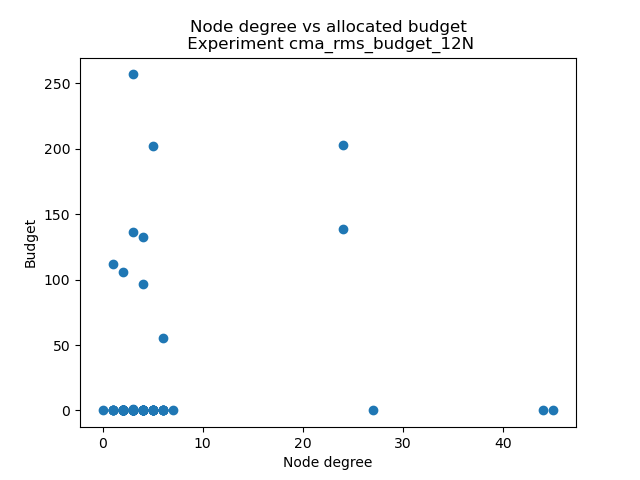 Node degree vs allocated budget
Experiment cma_rms_budget_12N
Budget
250
200
150
100
50
0
0 10 20 30 40
Node degree